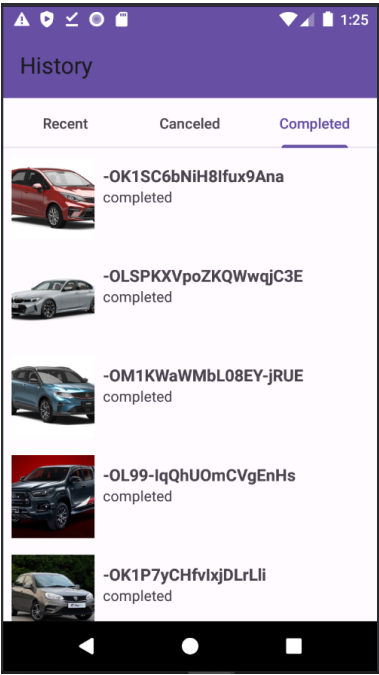 1:25
History
Recent Canceled Completed
-OK1SC6bNiH8lfux9Ana
completed
-OLSPKXVpoZKQWwqjC3E
completed
-OM1KWaWMbL08EY-jRUE
completed
-OL99-IqQhUOmCVgEnHs
completed
-OK1P7yCHfvIxjDLrLli
completed